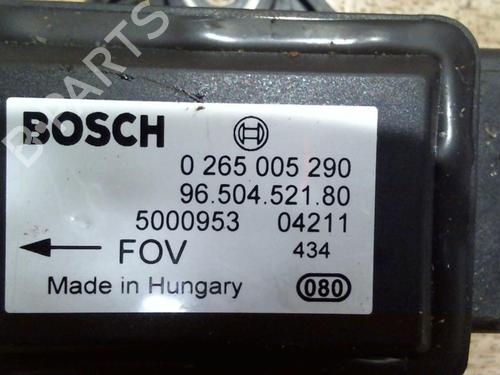 BOSCH
0 265 005 290
96.504.521.80
5000953 04211
FOV 434
Made in Hungary 080
B-PARTS